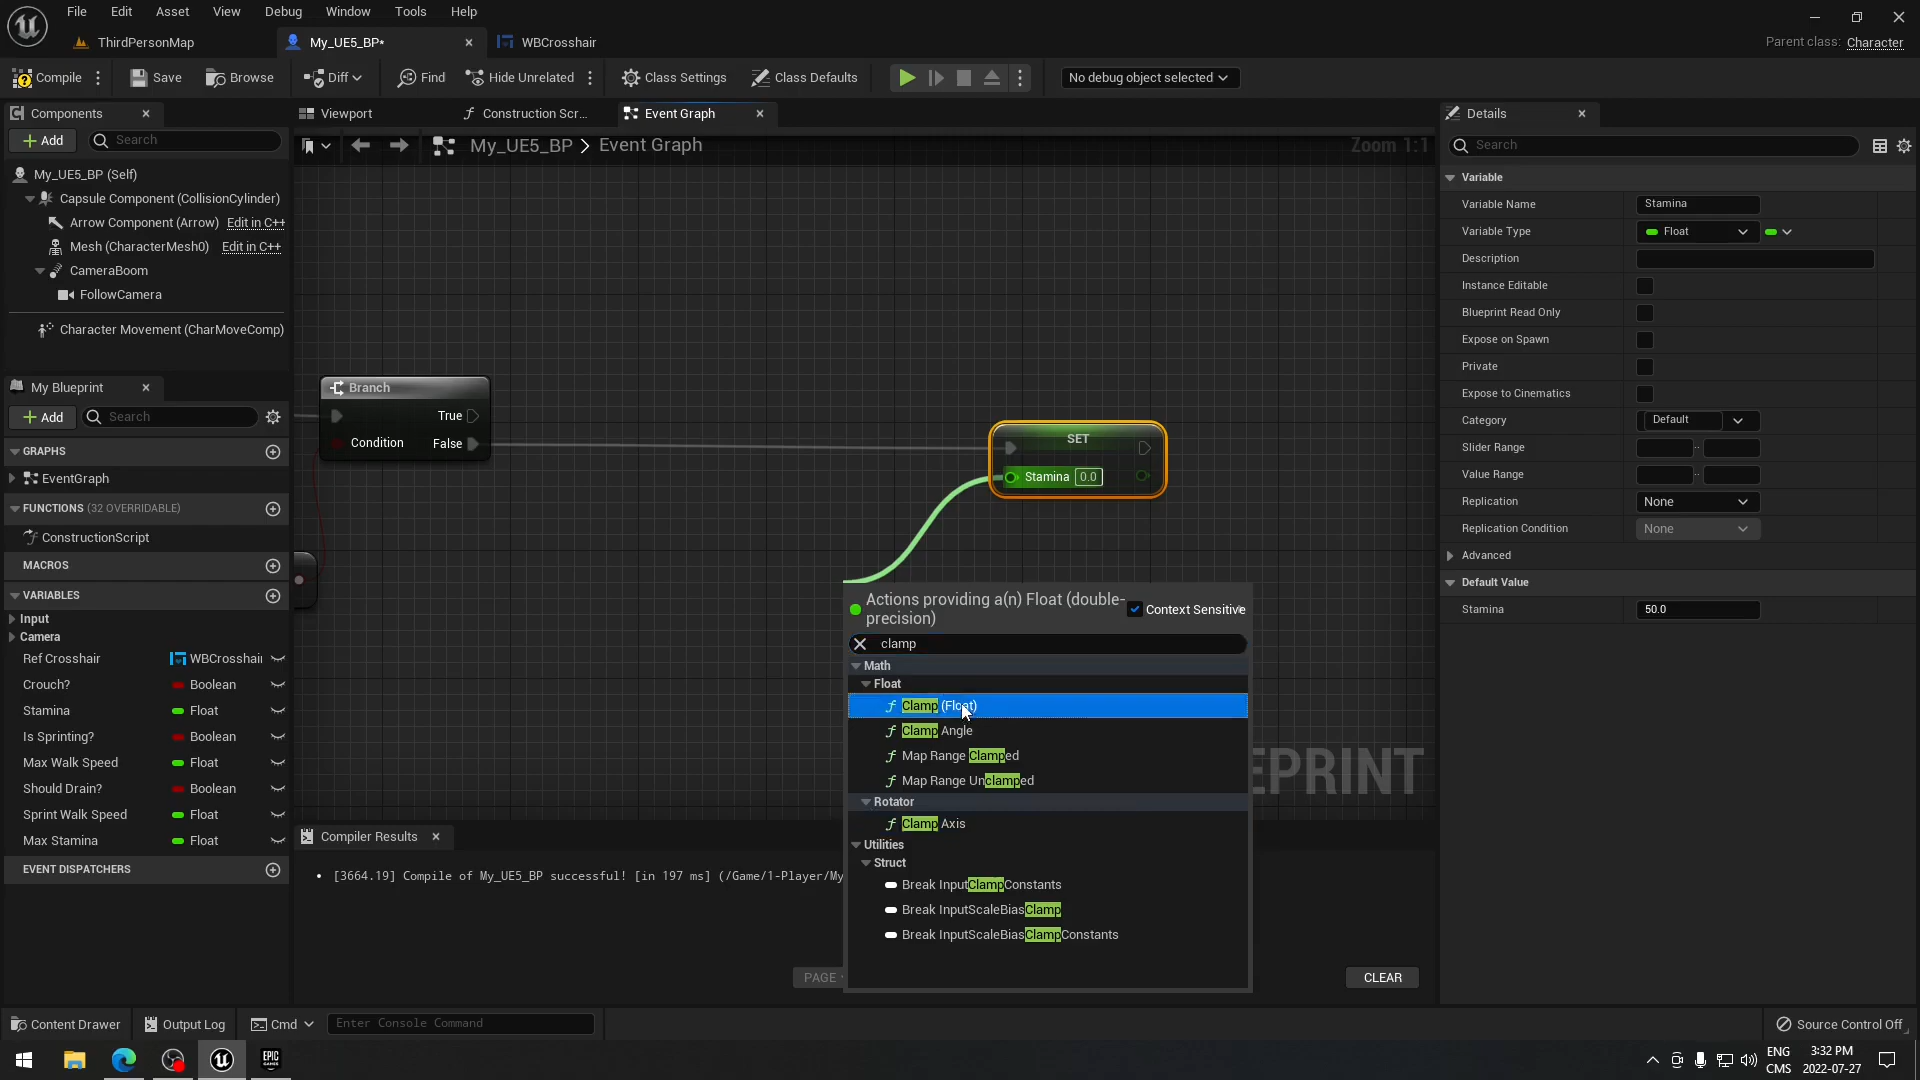 File Edit Asset View Debug Window Tools Help
ThirdPersonMap My_UE5_BP* WBCrosshair Parent class: Character
Compile Save Browse Diff Find Hide Unrelated Class Settings Class Defaults No debug object selected
Components Viewport Construction Scr... Event Graph Details
Add Search My_UE5_BP > Event Graph Zoom 1:1 Search
My_UE5_BP (Self)
Capsule Component (CollisionCylinder)
Arrow Component (Arrow) Edit in C++
Mesh (CharacterMesh0) Edit in C++
CameraBoom
FollowCamera
Character Movement (CharMoveComp)
My Blueprint
Add Search
GRAPHS
EventGraph
FUNCTIONS (32 OVERRIDABLE)
ConstructionScript
MACROS
VARIABLES
Input
Camera
Ref Crosshair WBCrosshai
Crouch? Boolean
Stamina Float
Is Sprinting? Boolean
Max Walk Speed Float
Should Drain? Boolean
Sprint Walk Speed Float
Max Stamina Float
EVENT DISPATCHERS
Branch
True
Condition False
SET
Stamina 0.0
Actions providing a(n) Float (double-
precision)
Context Sensitive
clamp
Math
Float
Clamp (Float)
Clamp Angle
Map Range Clamped
Map Range Unclamped
Rotator
Clamp Axis
Utilities
Struct
Break InputClampConstants
Break InputScaleBiasClamp
Break InputScaleBiasClampConstants
EPRINT
Compiler Results
[3664.19] Compile of My_UE5_BP successful! [in 197 ms] (/Game/1-Player/My
PAGE CLEAR
Variable
Variable Name Stamina
Variable Type Float
Description
Instance Editable
Blueprint Read Only
Expose on Spawn
Private
Expose to Cinematics
Category Default
Slider Range
Value Range
Replication None
Replication Condition None
Advanced
Default Value
Stamina 50.0
Content Drawer Output Log Cmd Enter Console Command Source Control Off
EPIC GAMES
ENG 3:32 PM
CMS 2022-07-27